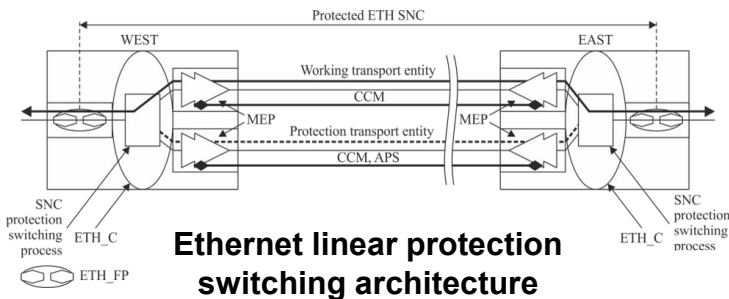 Protected ETH SNC
WEST
EAST
Working transport entity
CCM
MEP
MEP
Protection transport entity
CCM, APS
SNC
protection
switching
process
ETH_C
ETH_C
SNC
protection
switching
process
ETH_FP
Ethernet linear protection
switching architecture